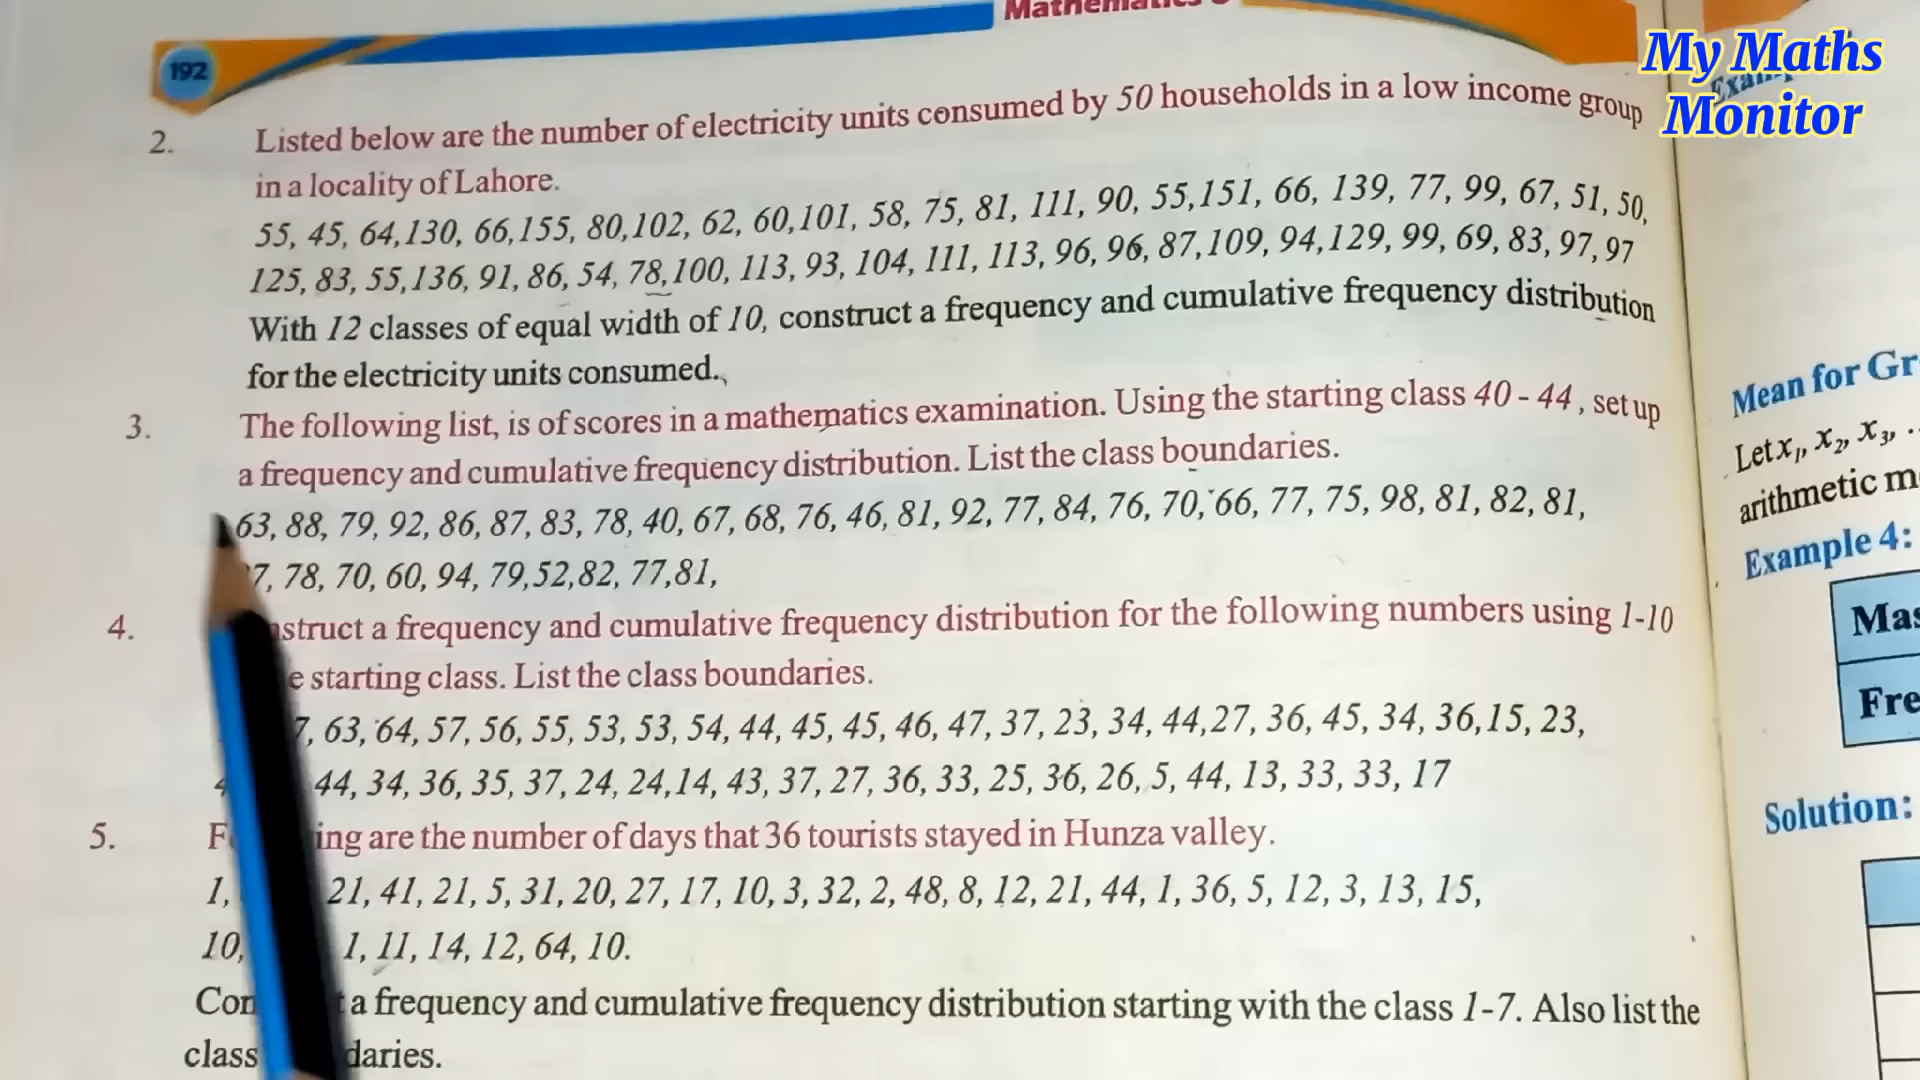 Mathematics
My Maths
Monitor
192
2. Listed below are the number of electricity units consumed by 50 households in a low income group
in a locality of Lahore.
55, 45, 64,130, 66,155, 80,102, 62, 60,101, 58, 75, 81, 111, 90, 55,151, 66, 139, 77, 99, 67, 51, 50,
125, 83, 55,136, 91, 86, 54, 78,100, 113, 93, 104, 111, 113, 96, 96, 87,109, 94,129, 99, 69, 83, 97, 97
With 12 classes of equal width of 10, construct a frequency and cumulative frequency distribution
for the electricity units consumed.
3. The following list, is of scores in a mathematics examination. Using the starting class 40 - 44 , set up
a frequency and cumulative frequency distribution. List the class boundaries.
63, 88, 79, 92, 86, 87, 83, 78, 40, 67, 68, 76, 46, 81, 92, 77, 84, 76, 70, 66, 77, 75, 98, 81, 82, 81,
7, 78, 70, 60, 94, 79,52,82, 77,81,
4. nstruct a frequency and cumulative frequency distribution for the following numbers using 1-10
e starting class. List the class boundaries.
7, 63, 64, 57, 56, 55, 53, 53, 54, 44, 45, 45, 46, 47, 37, 23, 34, 44,27, 36, 45, 34, 36,15, 23,
44, 34, 36, 35, 37, 24, 24,14, 43, 37, 27, 36, 33, 25, 36, 26, 5, 44, 13, 33, 33, 17
5. ing are the number of days that 36 tourists stayed in Hunza valley.
1, 21, 41, 21, 5, 31, 20, 27, 17, 10, 3, 32, 2, 48, 8, 12, 21, 44, 1, 36, 5, 12, 3, 13, 15,
10, 1, 11, 14, 12, 64, 10.
Con t a frequency and cumulative frequency distribution starting with the class 1-7. Also list the
class daries.
Mean for Gr
Let x1, x2, x3, .
arithmetic m
Example 4:
Mas
Fre
Solution: